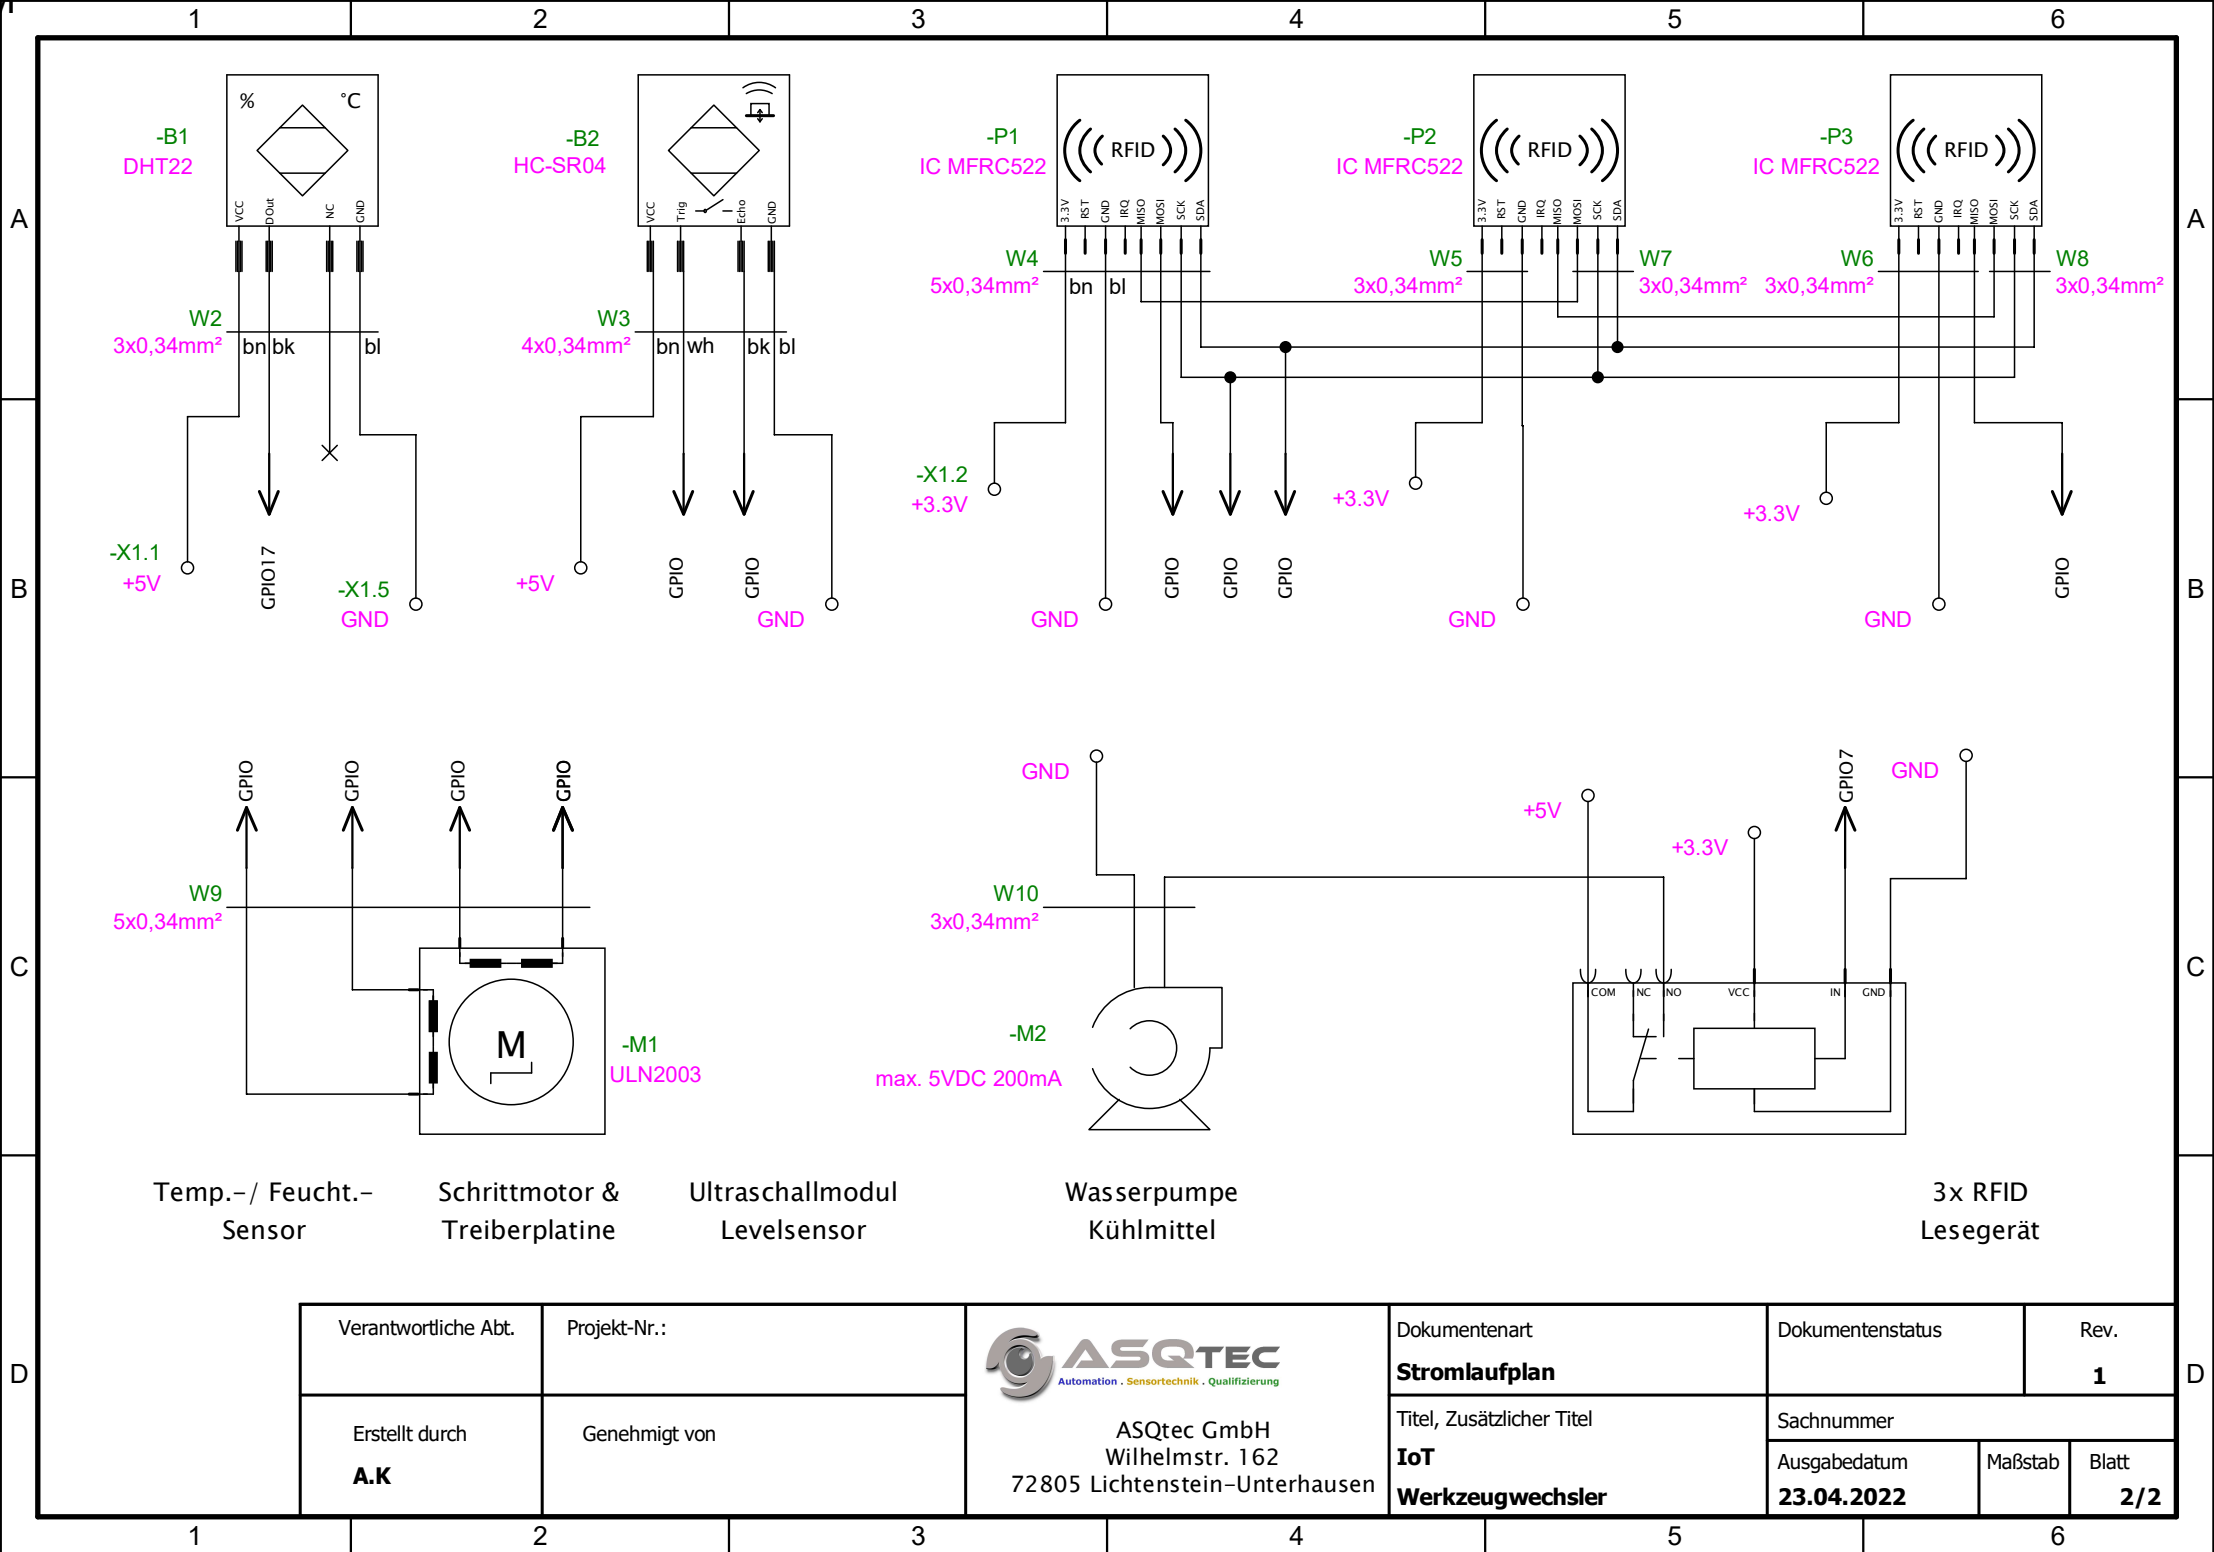 1 2 3 4 5 6
A A
B B
C C
D D
% °C
-B1
DHT22
VCC DOut NC GND
W2
3x0,34mm²
bn bk bl
-X1.1
+5V
GPIO17
-X1.5
GND
-B2
HC-SR04
VCC Trig Echo GND
W3
4x0,34mm²
bn wh bk bl
+5V
GPIO GPIO
GND
-P1
IC MFRC522
RFID
3.3V RST GND IRQ MISO MOSI SCK SDA
W4
5x0,34mm²
bn bl
-X1.2
+3.3V
GND
GPIO GPIO GPIO
-P2
IC MFRC522
RFID
3.3V RST GND IRQ MISO MOSI SCK SDA
W5
3x0,34mm²
W7
3x0,34mm²
+3.3V
GND
-P3
IC MFRC522
RFID
3.3V RST GND IRQ MISO MOSI SCK SDA
W6
3x0,34mm²
W8
3x0,34mm²
+3.3V
GND
GPIO
GPIO GPIO GPIO GPIO
W9
5x0,34mm²
M
-M1
ULN2003
GND
W10
3x0,34mm²
-M2
max. 5VDC 200mA
+5V
+3.3V
GPIO7
GND
COM NC NO VCC IN GND
Temp.-/ Feucht.-
Sensor
Schrittmotor &
Treiberplatine
Ultraschallmodul
Levelsensor
Wasserpumpe
Kühlmittel
3x RFID
Lesegerät
Verantwortliche Abt.
Projekt-Nr.:
Erstellt durch
A.K
Genehmigt von
ASQTEC
Automation . Sensortechnik . Qualifizierung
ASQtec GmbH
Wilhelmstr. 162
72805 Lichtenstein-Unterhausen
Dokumentenart
Stromlaufplan
Dokumentenstatus
Rev.
1
Titel, Zusätzlicher Titel
IoT
Werkzeugwechsler
Sachnummer
Ausgabedatum
23.04.2022
Maßstab
Blatt
2/2
1 2 3 4 5 6